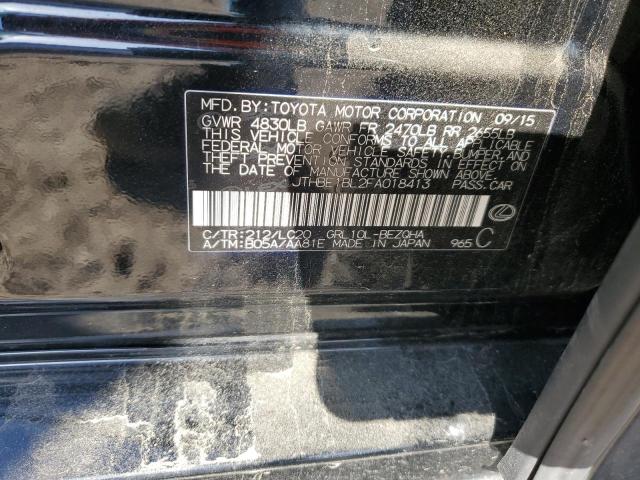 MFD. BY: TOYOTA MOTOR CORPORATION 09/15
GVWR 4830LB GAWR FR 2470LB RR 2655LB
THIS VEHICLE CONFORMS TO ALL APPLICABLE
FEDERAL MOTOR VEHICLE SAFETY, BUMPER, AND
THEFT PREVENTION STANDARDS IN EFFECT ON
THE DATE OF MANUFACTURE SHOWN ABOVE.
JTHBE1BL2FA018413 PASS.CAR
C/TR: 212/LC20 GRL10L-BEZQHA
A/TM: B05A/AA81E MADE IN JAPAN 965 C